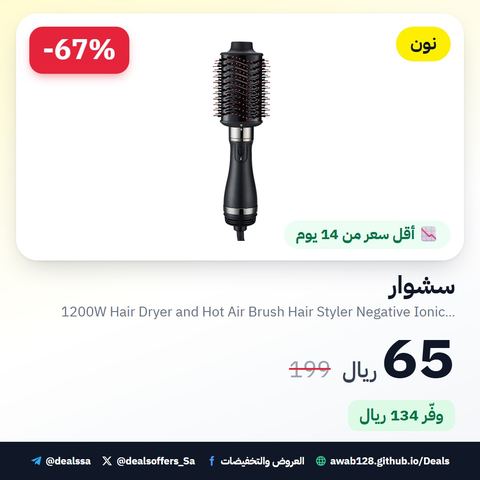 -67%
نون
أقل سعر من 14 يوم
سشوار
1200W Hair Dryer and Hot Air Brush Hair Styler Negative Ionic...
65 ريال 199
وفّر 134 ريال
@dealssa @dealsoffers_Sa العروض والتخفيضات awab128.github.io/Deals